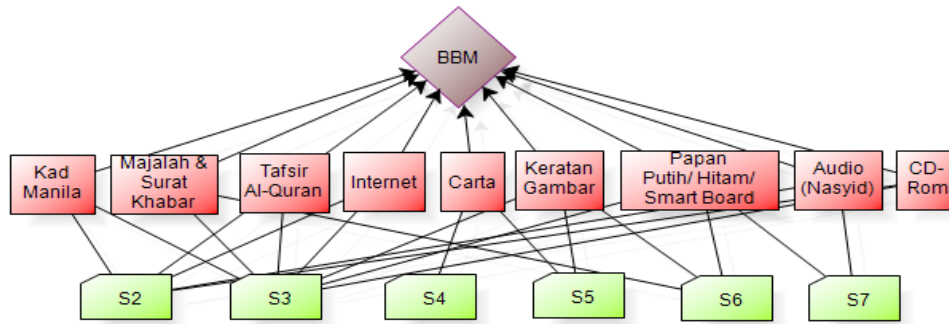 BBM
Kad
Manila
Majalah &
Surat
Khabar
Tafsir
Al-Quran
Internet
Carta
Keratan
Gambar
Papan
Putih/ Hitam/
Smart Board
Audio
(Nasyid)
CD-
Rom
S2
S3
S4
S5
S6
S7